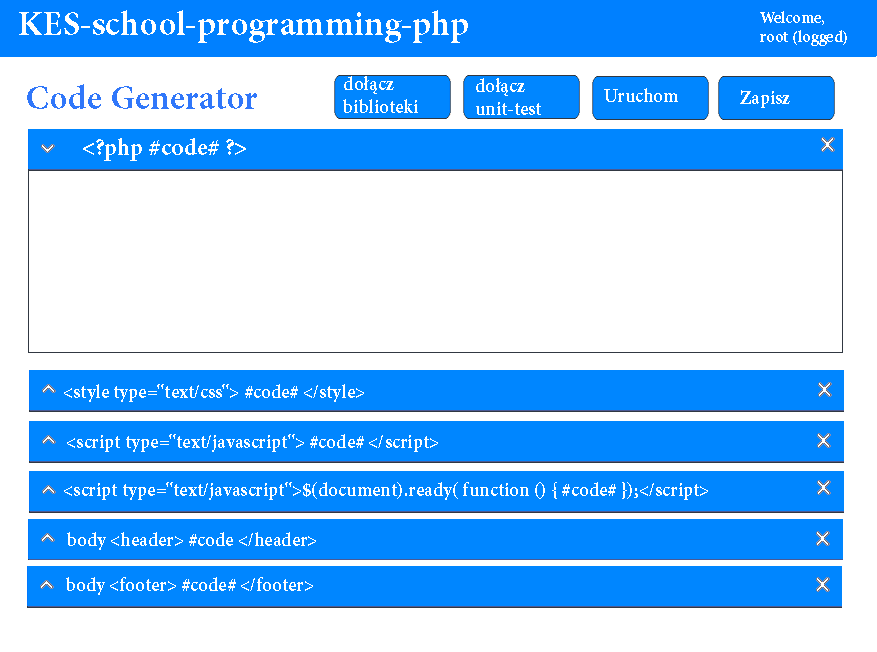 KES-school-programming-php
Welcome,
root (logged)
Code Generator
dołącz
biblioteki
dołącz
unit-test
Uruchom
Zapisz
<?php #code# ?>
<style type="text/css"> #code# </style>
<script type="text/javascript"> #code# </script>
<script type="text/javascript">$(document).ready( function () { #code# });</script>
body <header> #code </header>
body <footer> #code# </footer>